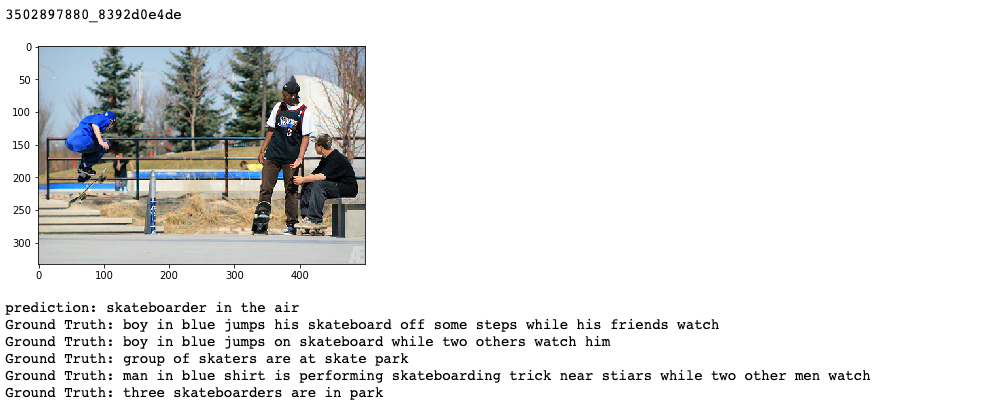 3502897880_8392d0e4de
0
50
100
150
200
250
300
0 100 200 300 400
3
Æ
prediction: skateboarder in the air
Ground Truth: boy in blue jumps his skateboard off some steps while his friends watch
Ground Truth: boy in blue jumps on skateboard while two others watch him
Ground Truth: group of skaters are at skate park
Ground Truth: man in blue shirt is performing skateboarding trick near stiars while two other men watch
Ground Truth: three skateboarders are in park